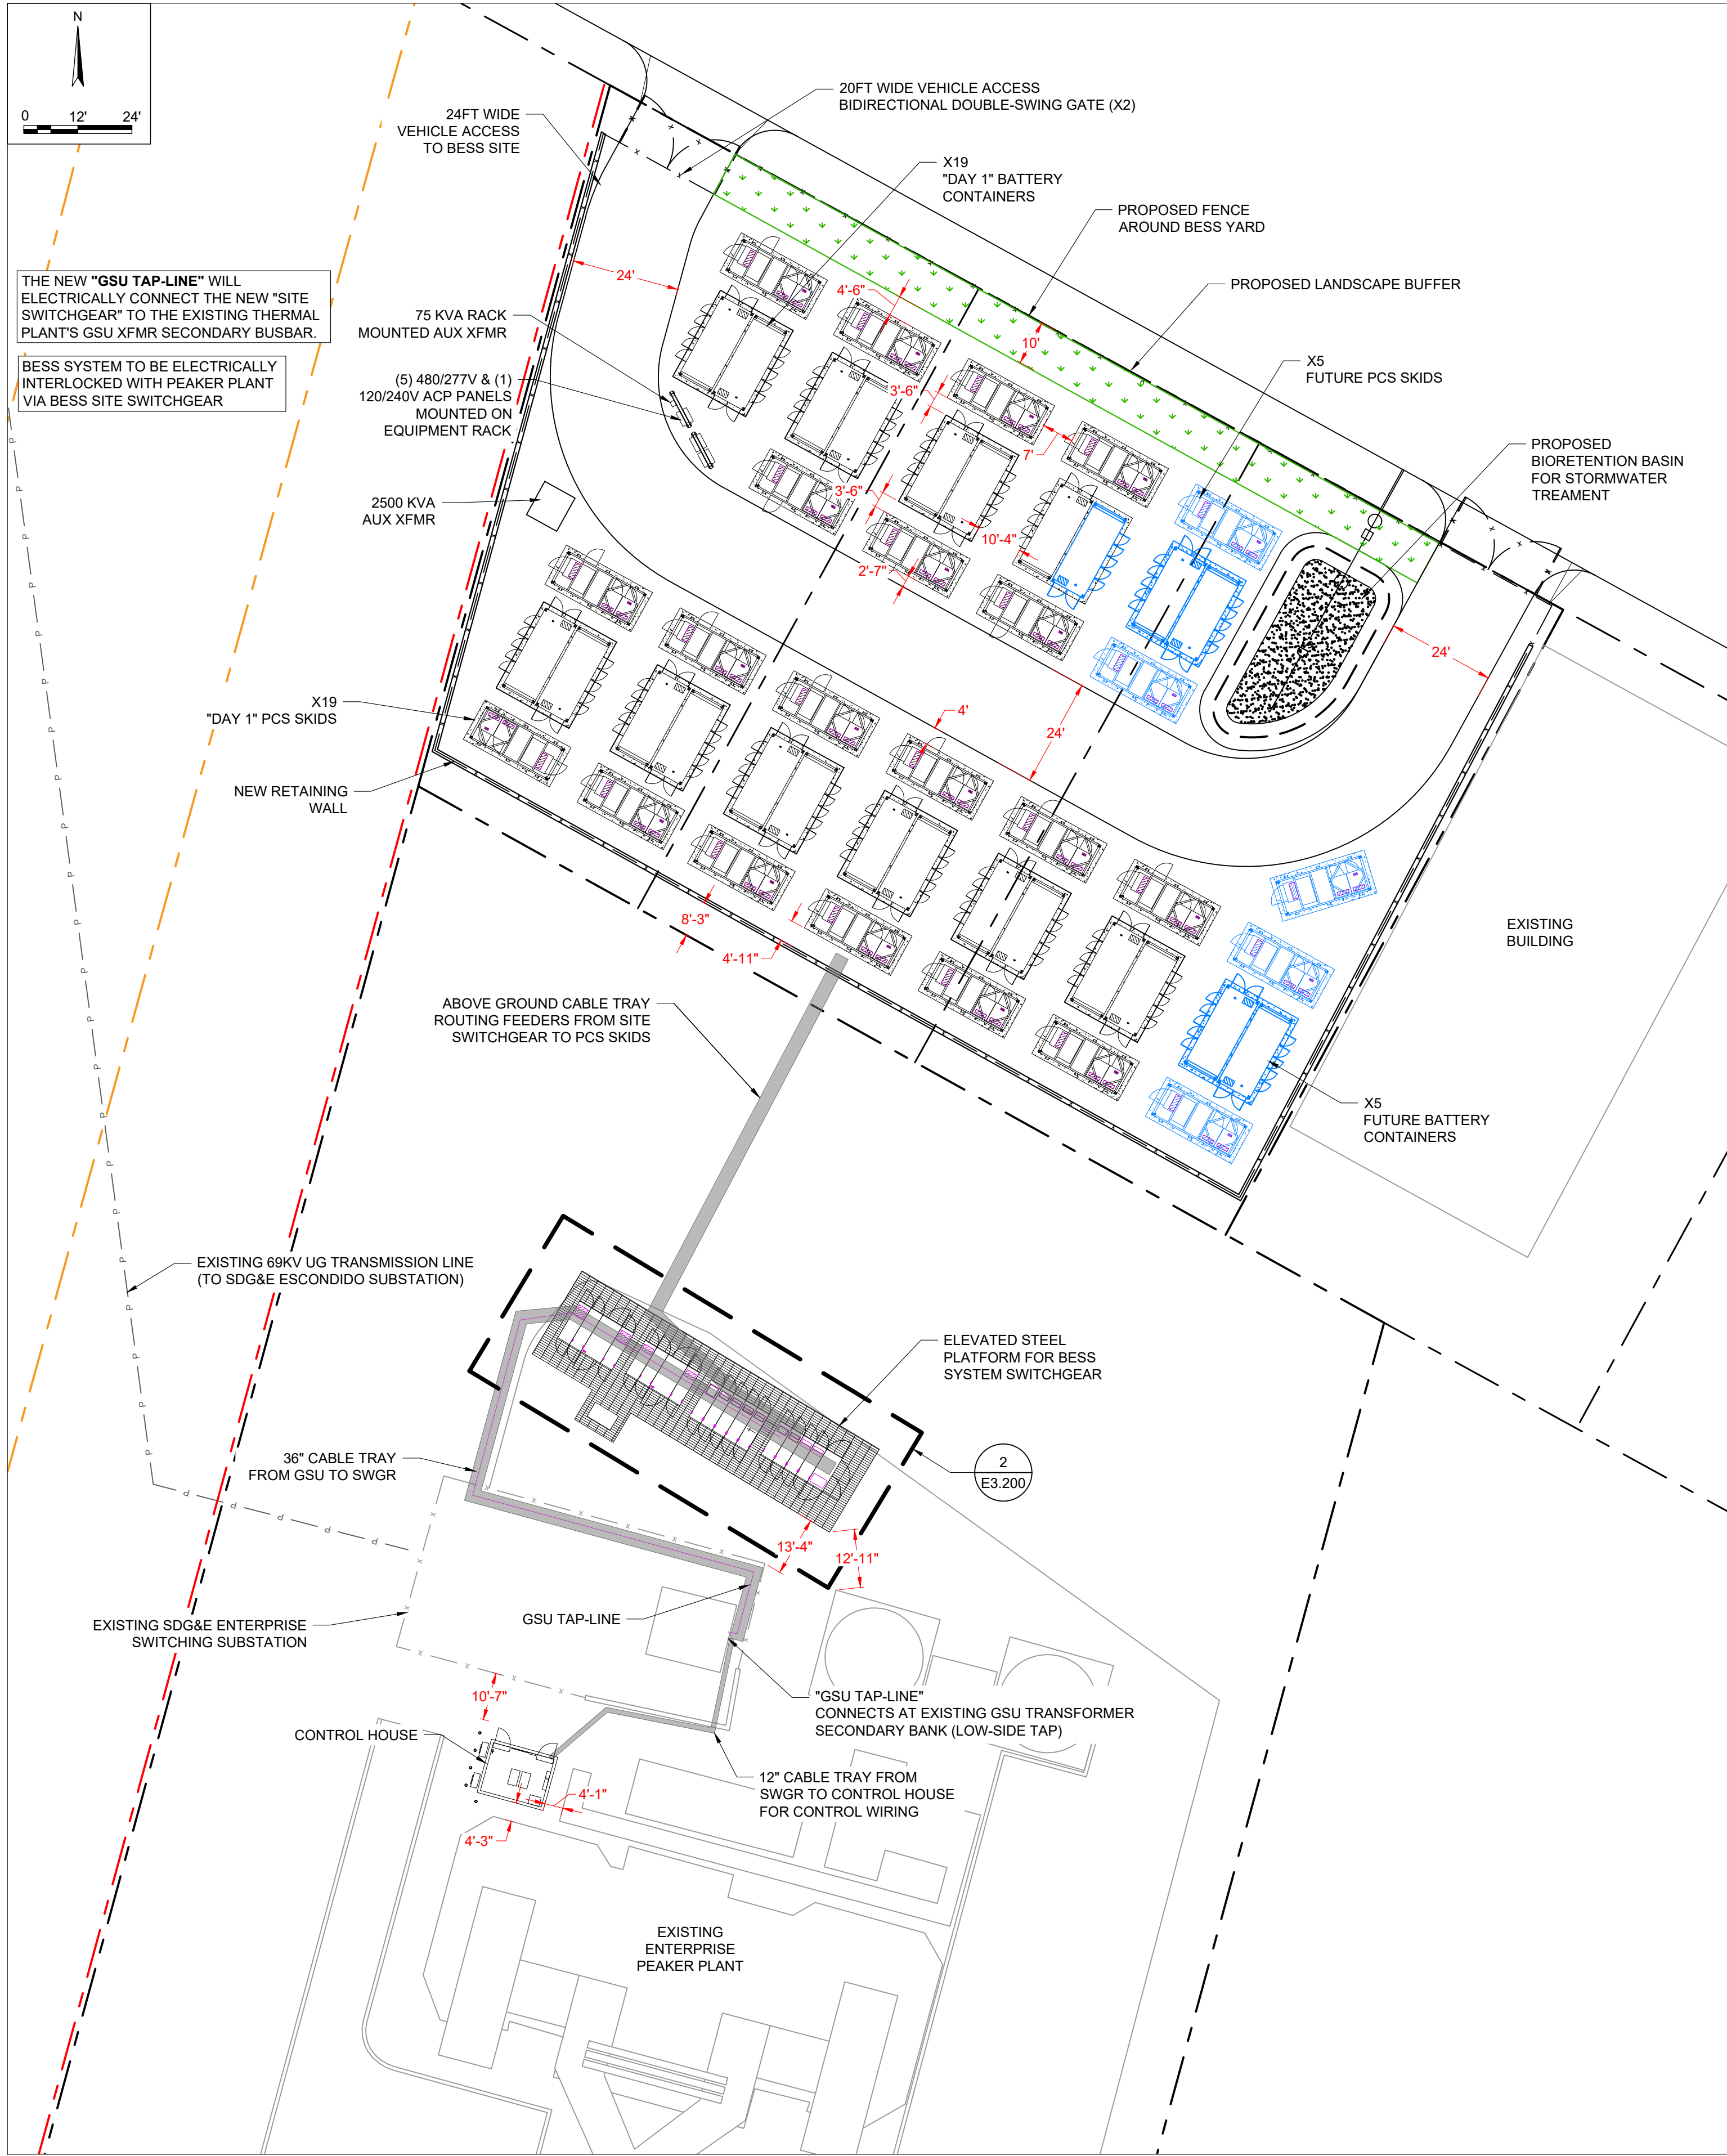 N
0 12' 24'
24FT WIDE
VEHICLE ACCESS
TO BESS SITE
20FT WIDE VEHICLE ACCESS
BIDIRECTIONAL DOUBLE-SWING GATE (X2)
X19
"DAY 1" BATTERY
CONTAINERS
PROPOSED FENCE
AROUND BESS YARD
PROPOSED LANDSCAPE BUFFER
THE NEW "GSU TAP-LINE" WILL
ELECTRICALLY CONNECT THE NEW "SITE
SWITCHGEAR" TO THE EXISTING THERMAL
PLANT'S GSU XFMR SECONDARY BUSBAR.
BESS SYSTEM TO BE ELECTRICALLY
INTERLOCKED WITH PEAKER PLANT
VIA BESS SITE SWITCHGEAR
24'
4'-6"
10'
75 KVA RACK
MOUNTED AUX XFMR
X5
FUTURE PCS SKIDS
(5) 480/277V & (1)
120/240V ACP PANELS
MOUNTED ON
EQUIPMENT RACK
3'-6"
7'
PROPOSED
BIORETENTION BASIN
FOR STORMWATER
TREAMENT
2500 KVA
AUX XFMR
3'-6"
10'-4"
2'-7"
24'
X19
"DAY 1" PCS SKIDS
4'
24'
NEW RETAINING
WALL
8'-3"
4'-11"
EXISTING
BUILDING
ABOVE GROUND CABLE TRAY
ROUTING FEEDERS FROM SITE
SWITCHGEAR TO PCS SKIDS
X5
FUTURE BATTERY
CONTAINERS
EXISTING 69KV UG TRANSMISSION LINE
(TO SDG&E ESCONDIDO SUBSTATION)
ELEVATED STEEL
PLATFORM FOR BESS
SYSTEM SWITCHGEAR
36" CABLE TRAY
FROM GSU TO SWGR
2
E3.200
13'-4"
12'-11"
GSU TAP-LINE
EXISTING SDG&E ENTERPRISE
SWITCHING SUBSTATION
10'-7"
"GSU TAP-LINE"
CONNECTS AT EXISTING GSU TRANSFORMER
SECONDARY BANK (LOW-SIDE TAP)
CONTROL HOUSE
12" CABLE TRAY FROM
SWGR TO CONTROL HOUSE
FOR CONTROL WIRING
4'-1"
4'-3"
EXISTING
ENTERPRISE
PEAKER PLANT